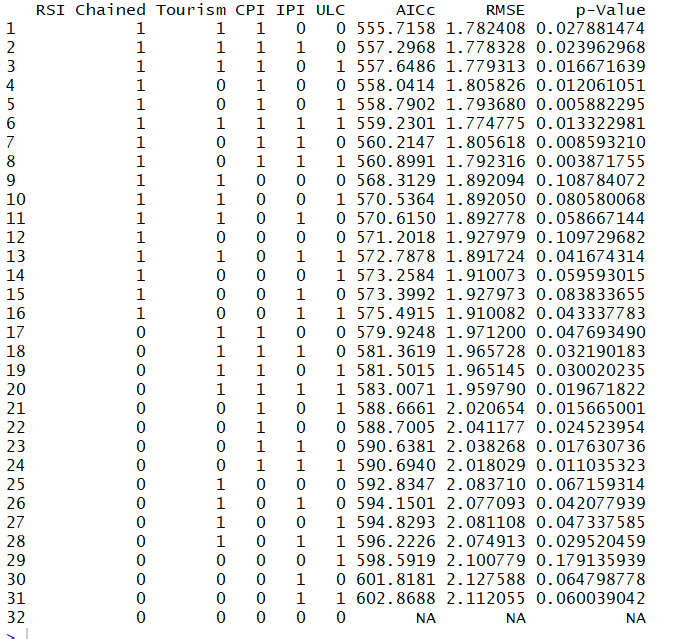 RSI Chained Tourism CPI IPI ULC AICc RMSE p-Value
1 1 1 1 0 0 555.7158 1.782408 0.027881474
2 1 1 1 1 0 557.2968 1.778328 0.023962968
3 1 1 1 0 1 557.6486 1.779313 0.016671639
4 1 0 1 0 0 558.0414 1.805826 0.012061051
5 1 0 1 0 1 558.7902 1.793680 0.005882295
6 1 1 1 1 1 559.2301 1.774775 0.013322981
7 1 0 1 1 0 560.2147 1.805618 0.008593210
8 1 0 1 1 1 560.8991 1.792316 0.003871755
9 1 1 0 0 0 568.3129 1.892094 0.108784072
10 1 1 0 0 1 570.5364 1.892050 0.080580068
11 1 1 0 1 0 570.6150 1.892778 0.058667144
12 1 0 0 0 0 571.2018 1.927979 0.109729682
13 1 1 0 1 1 572.7878 1.891724 0.041674314
14 1 0 0 0 1 573.2584 1.910073 0.059593015
15 1 0 0 1 0 573.3992 1.927973 0.083833655
16 1 0 0 1 1 575.4915 1.910082 0.043337783
17 0 1 1 0 0 579.9248 1.971200 0.047693490
18 0 1 1 1 0 581.3619 1.965728 0.032190183
19 0 1 1 0 1 581.5015 1.965145 0.030020235
20 0 1 1 1 1 583.0071 1.959790 0.019671822
21 0 0 1 0 1 588.6661 2.020654 0.015665001
22 0 0 1 0 0 588.7005 2.041177 0.024523954
23 0 0 1 1 0 590.6381 2.038268 0.017630736
24 0 0 1 1 1 590.6940 2.018029 0.011035323
25 0 1 0 0 0 592.8347 2.083710 0.067159314
26 0 1 0 1 0 594.1501 2.077093 0.042077939
27 0 1 0 0 1 594.8293 2.081108 0.047337585
28 0 1 0 1 1 596.2226 2.074913 0.029520459
29 0 0 0 0 1 598.5919 2.100779 0.179135939
30 0 0 0 1 0 601.8181 2.127588 0.064798778
31 0 0 0 1 1 602.8688 2.112055 0.060039042
32 0 0 0 0 0 NA NA NA
>